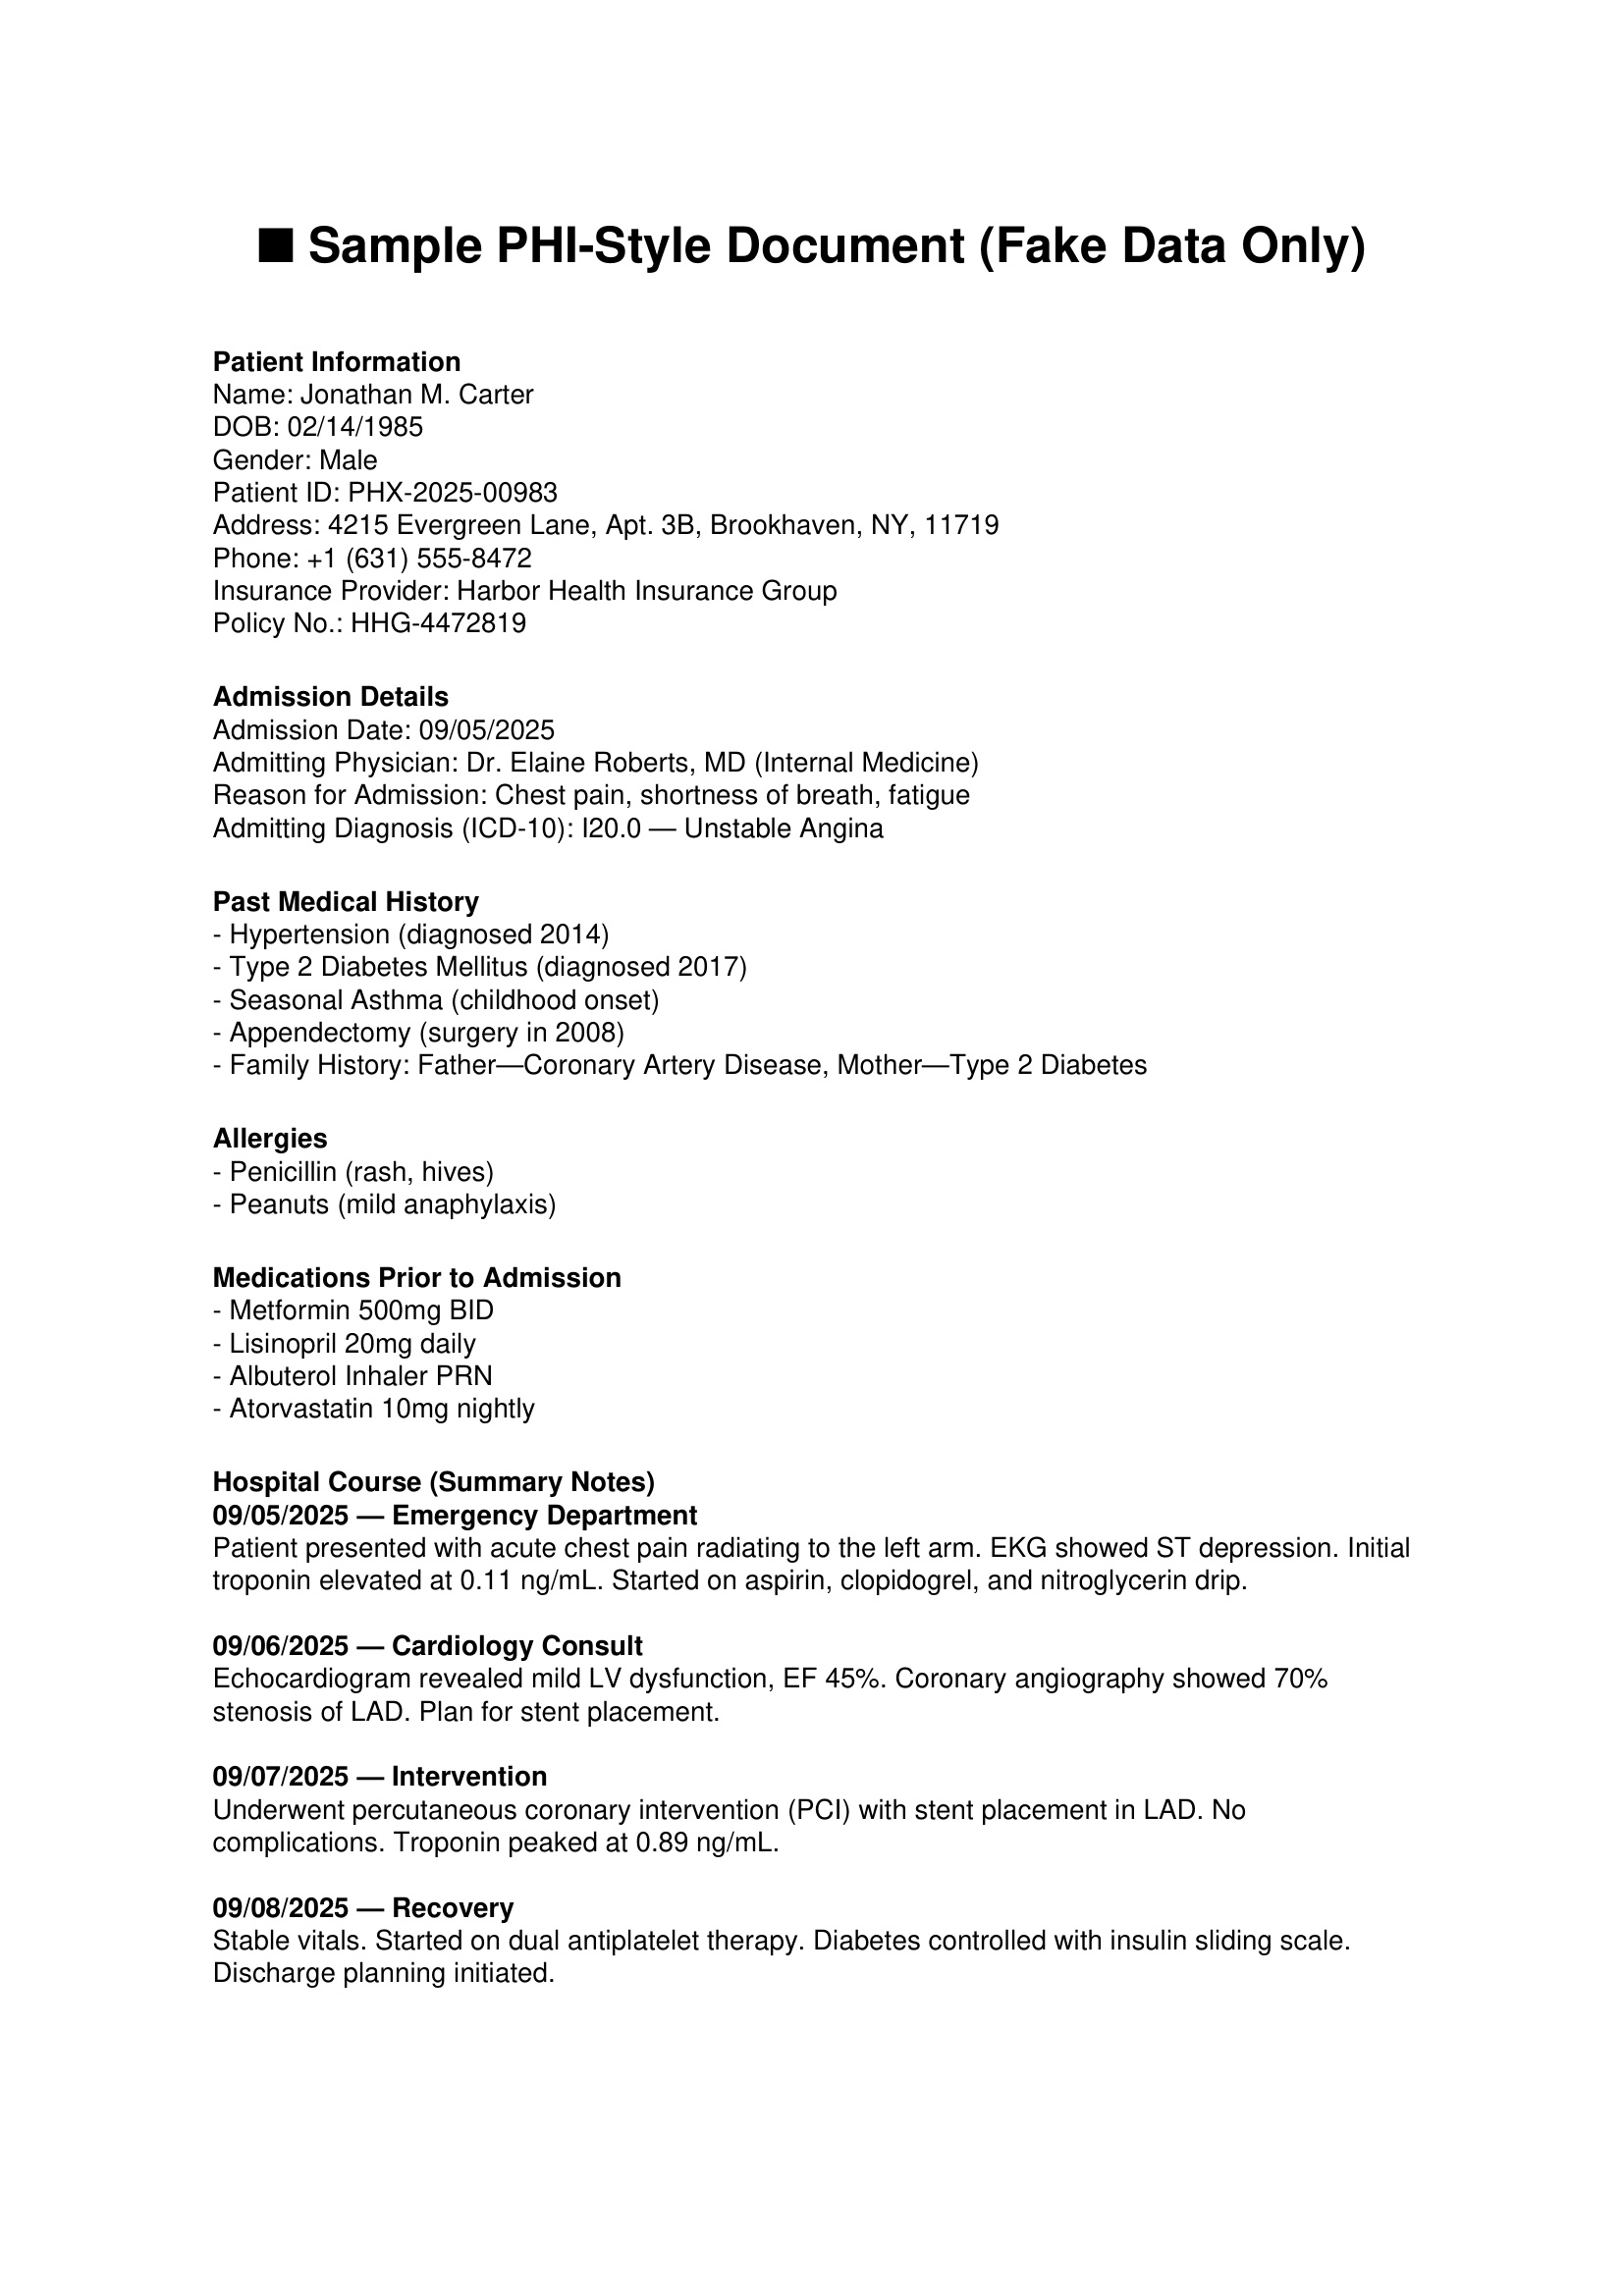 ■ Sample PHI-Style Document (Fake Data Only)
Patient Information
Name: Jonathan M. Carter
DOB: 02/14/1985
Gender: Male
Patient ID: PHX-2025-00983
Address: 4215 Evergreen Lane, Apt. 3B, Brookhaven, NY, 11719
Phone: +1 (631) 555-8472
Insurance Provider: Harbor Health Insurance Group
Policy No.: HHG-4472819
Admission Details
Admission Date: 09/05/2025
Admitting Physician: Dr. Elaine Roberts, MD (Internal Medicine)
Reason for Admission: Chest pain, shortness of breath, fatigue
Admitting Diagnosis (ICD-10): I20.0 — Unstable Angina
Past Medical History
- Hypertension (diagnosed 2014)
- Type 2 Diabetes Mellitus (diagnosed 2017)
- Seasonal Asthma (childhood onset)
- Appendectomy (surgery in 2008)
- Family History: Father—Coronary Artery Disease, Mother—Type 2 Diabetes
Allergies
- Penicillin (rash, hives)
- Peanuts (mild anaphylaxis)
Medications Prior to Admission
- Metformin 500mg BID
- Lisinopril 20mg daily
- Albuterol Inhaler PRN
- Atorvastatin 10mg nightly
Hospital Course (Summary Notes)
09/05/2025 — Emergency Department
Patient presented with acute chest pain radiating to the left arm. EKG showed ST depression. Initial
troponin elevated at 0.11 ng/mL. Started on aspirin, clopidogrel, and nitroglycerin drip.
09/06/2025 — Cardiology Consult
Echocardiogram revealed mild LV dysfunction, EF 45%. Coronary angiography showed 70%
stenosis of LAD. Plan for stent placement.
09/07/2025 — Intervention
Underwent percutaneous coronary intervention (PCI) with stent placement in LAD. No
complications. Troponin peaked at 0.89 ng/mL.
09/08/2025 — Recovery
Stable vitals. Started on dual antiplatelet therapy. Diabetes controlled with insulin sliding scale.
Discharge planning initiated.